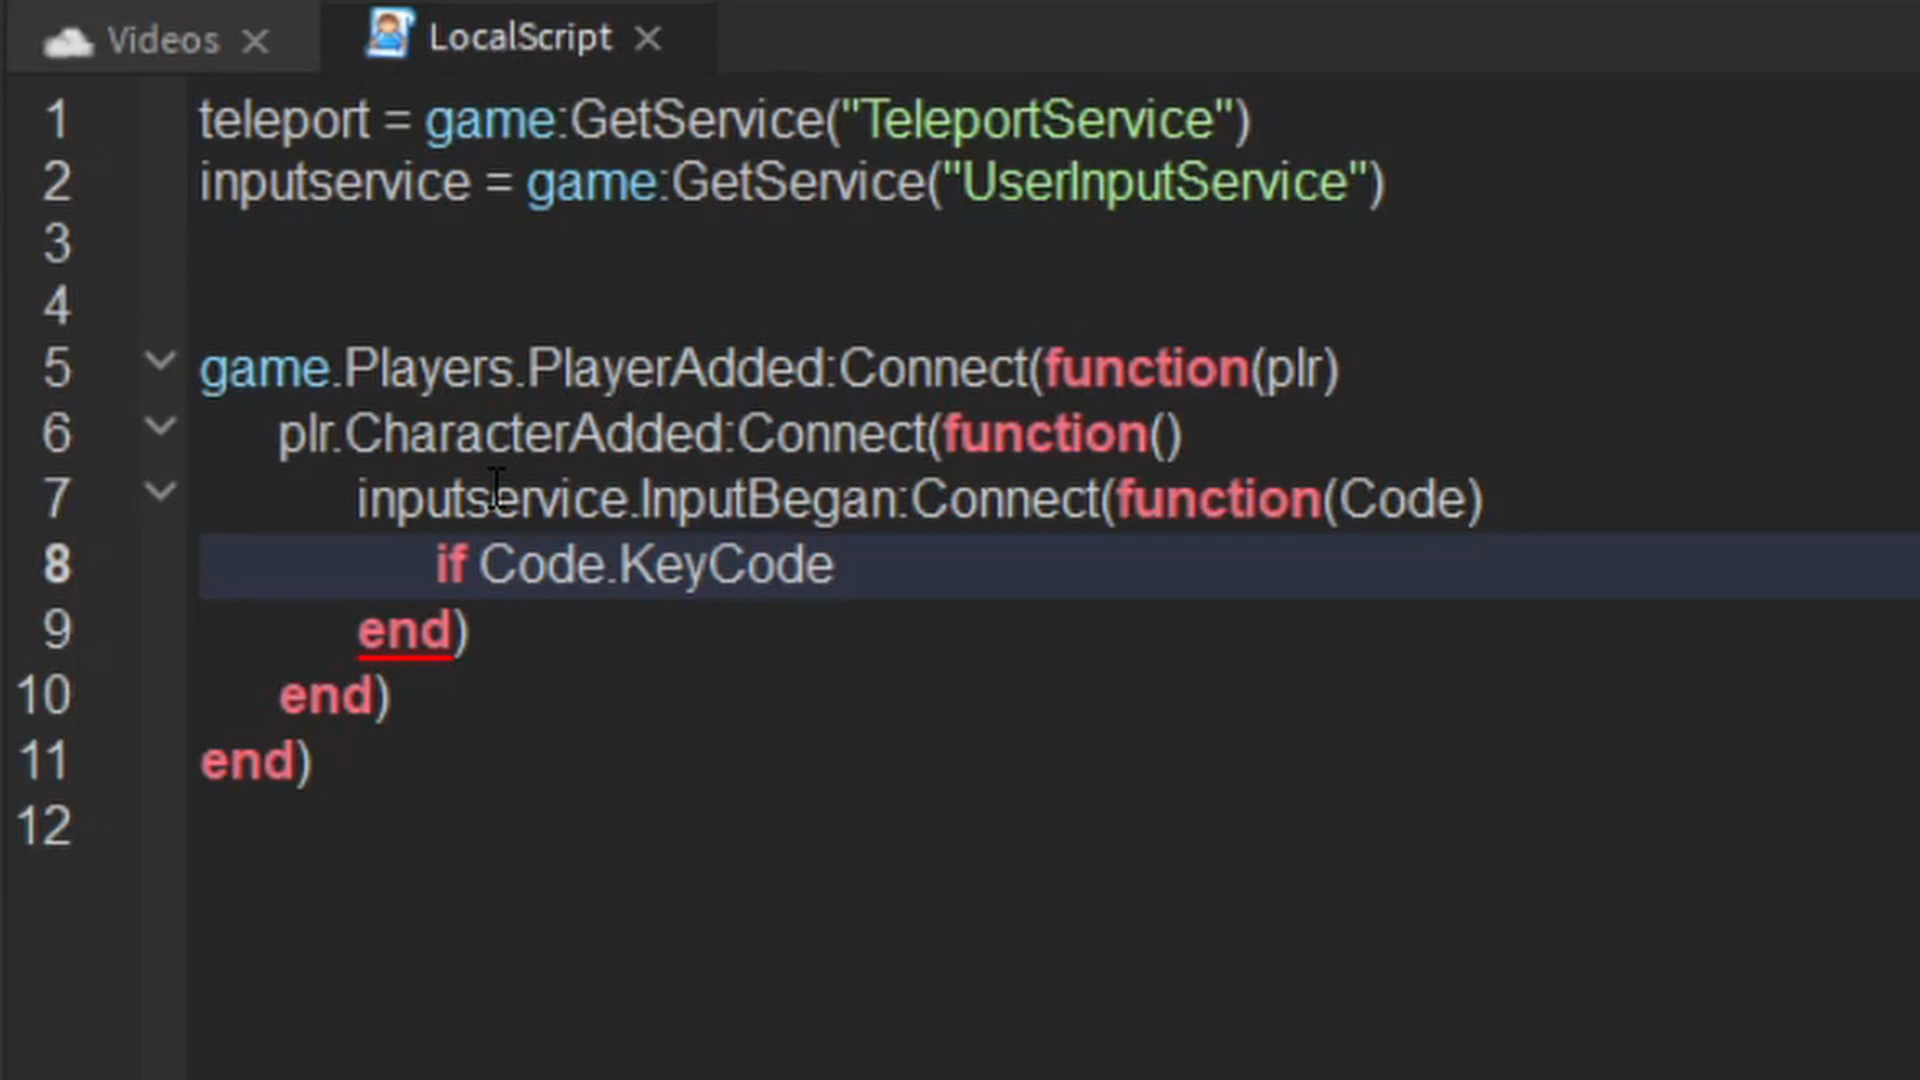 Videos
LocalScript
1 teleport = game:GetService("TeleportService")
2 inputservice = game:GetService("UserInputService")
3
4
5 game.Players.PlayerAdded:Connect(function(plr)
6 plr.CharacterAdded:Connect(function()
7 inputservice.InputBegan:Connect(function(Code)
8 if Code.KeyCode
9 end)
10 end)
11 end)
12